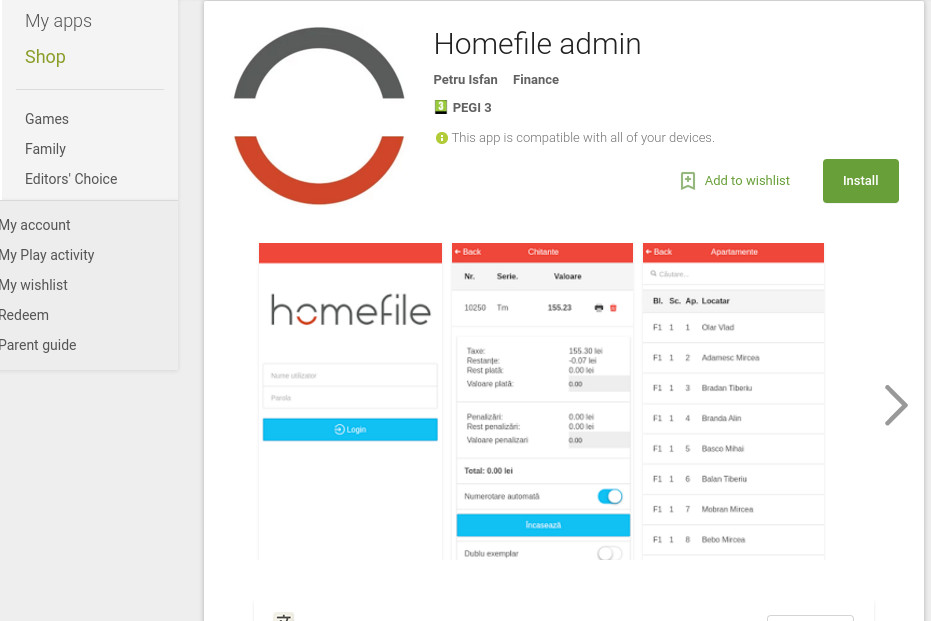 My apps
Shop
Games
Family
Editors' Choice
My account
My Play activity
My wishlist
Redeem
Parent guide
Homefile admin
Petru Isfan Finance
3 PEGI 3
This app is compatible with all of your devices.
Add to wishlist
Install
homefile
Nume utilizator
Parola
Login
Back Chitante
Nr. Serie. Valoare
10250 Tm 155.23
Taxe: 155.30 lei
Restanțe: -0.07 lei
Rest plată: 0.00 lei
Valoare plată: 0.00
Penalizări: 0.00 lei
Rest penalizări: 0.00 lei
Valoare penalizari 0.00
Total: 0.00 lei
Numerotare automată
Încasează
Dublu exemplar
Back Apartamente
Căutare...
Bl. Sc. Ap. Locatar
F1 1 1 Olar Vlad
F1 1 2 Adamesc Mircea
F1 1 3 Bradan Tiberiu
F1 1 4 Branda Alin
F1 1 5 Basco Mihai
F1 1 6 Balan Tiberiu
F1 1 7 Mobran Mircea
F1 1 8 Bebo Mircea